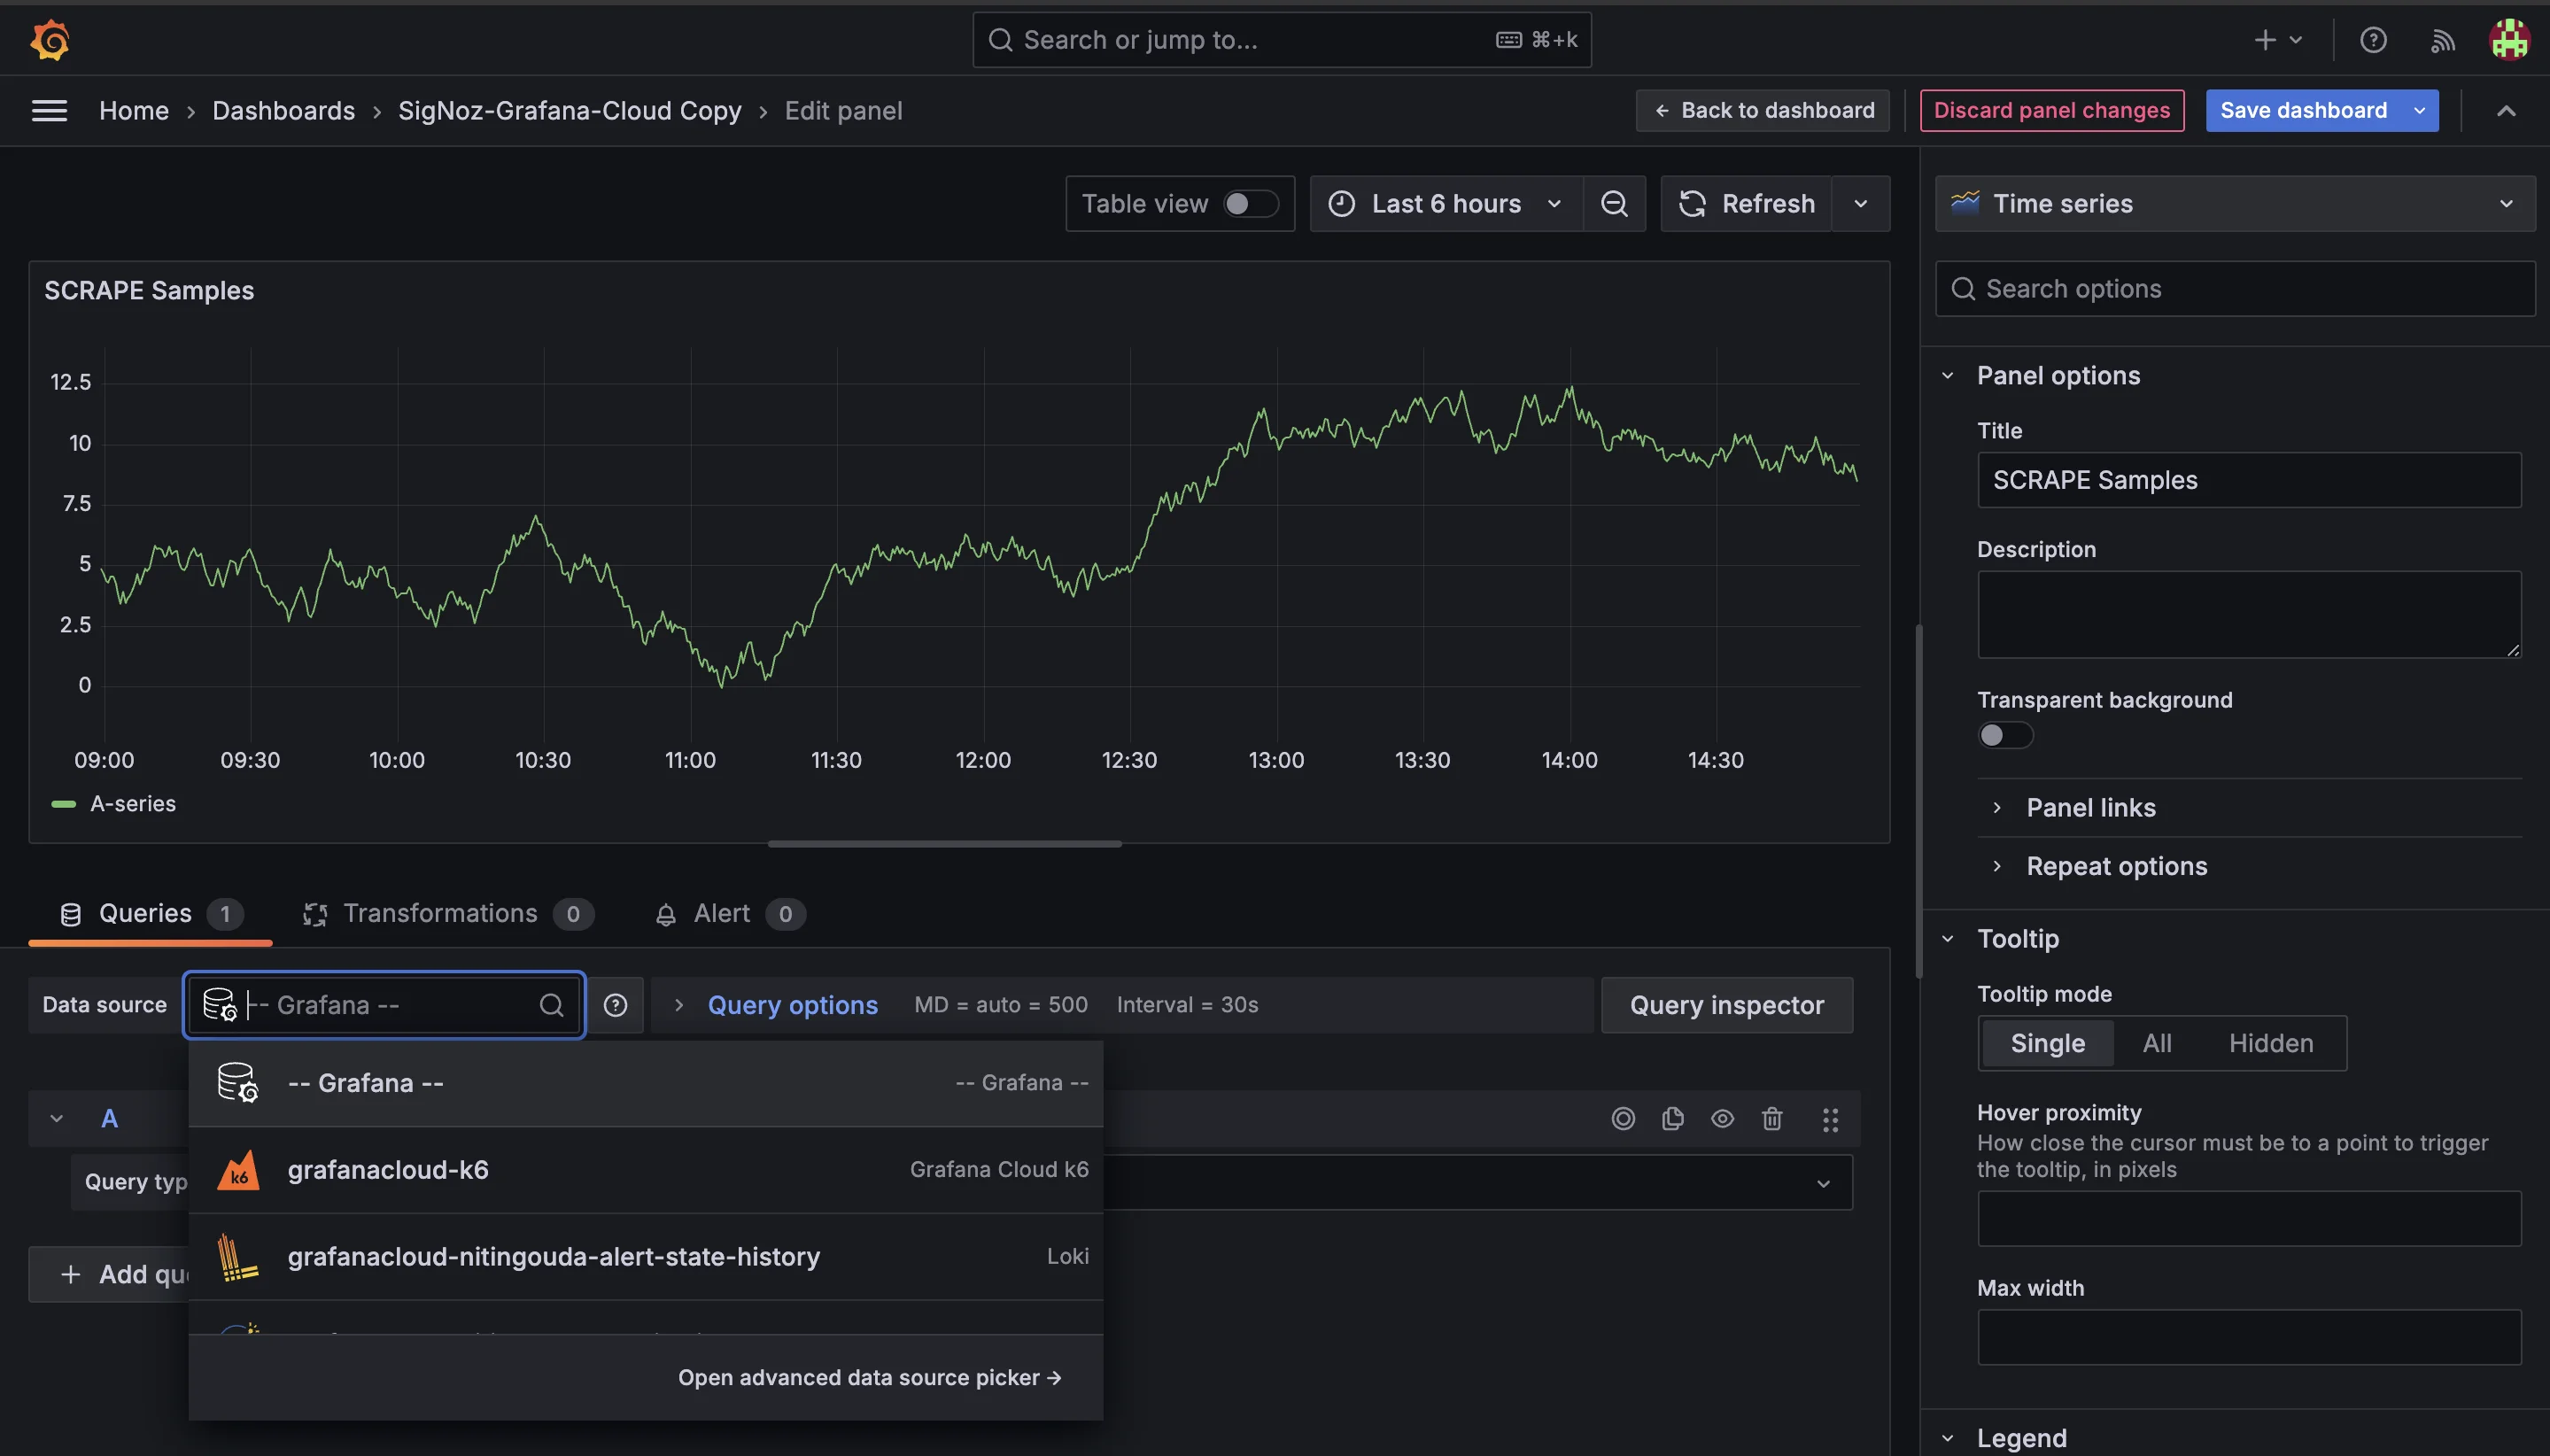 Search or jump to...
⌘+k
Home › Dashboards › SigNoz-Grafana-Cloud Copy › Edit panel
← Back to dashboard
Discard panel changes
Save dashboard
Table view
Last 6 hours
Refresh
Time series
Search options
SCRAPE Samples
12.5
10
7.5
5
2.5
0
09:00 09:30 10:00 10:30 11:00 11:30 12:00 12:30 13:00 13:30 14:00 14:30
A-series
Panel options
Title
SCRAPE Samples
Description
Transparent background
Panel links
Repeat options
Queries 1
Transformations 0
Alert 0
Data source
-- Grafana --
Query options
MD = auto = 500
Interval = 30s
Query inspector
-- Grafana -- -- Grafana --
A
k6
grafanacloud-k6 Grafana Cloud k6
Query typ
grafanacloud-nitingouda-alert-state-history Loki
+ Add qu
Open advanced data source picker →
Tooltip
Tooltip mode
Single All Hidden
Hover proximity
How close the cursor must be to a point to trigger
the tooltip, in pixels
Max width
Legend